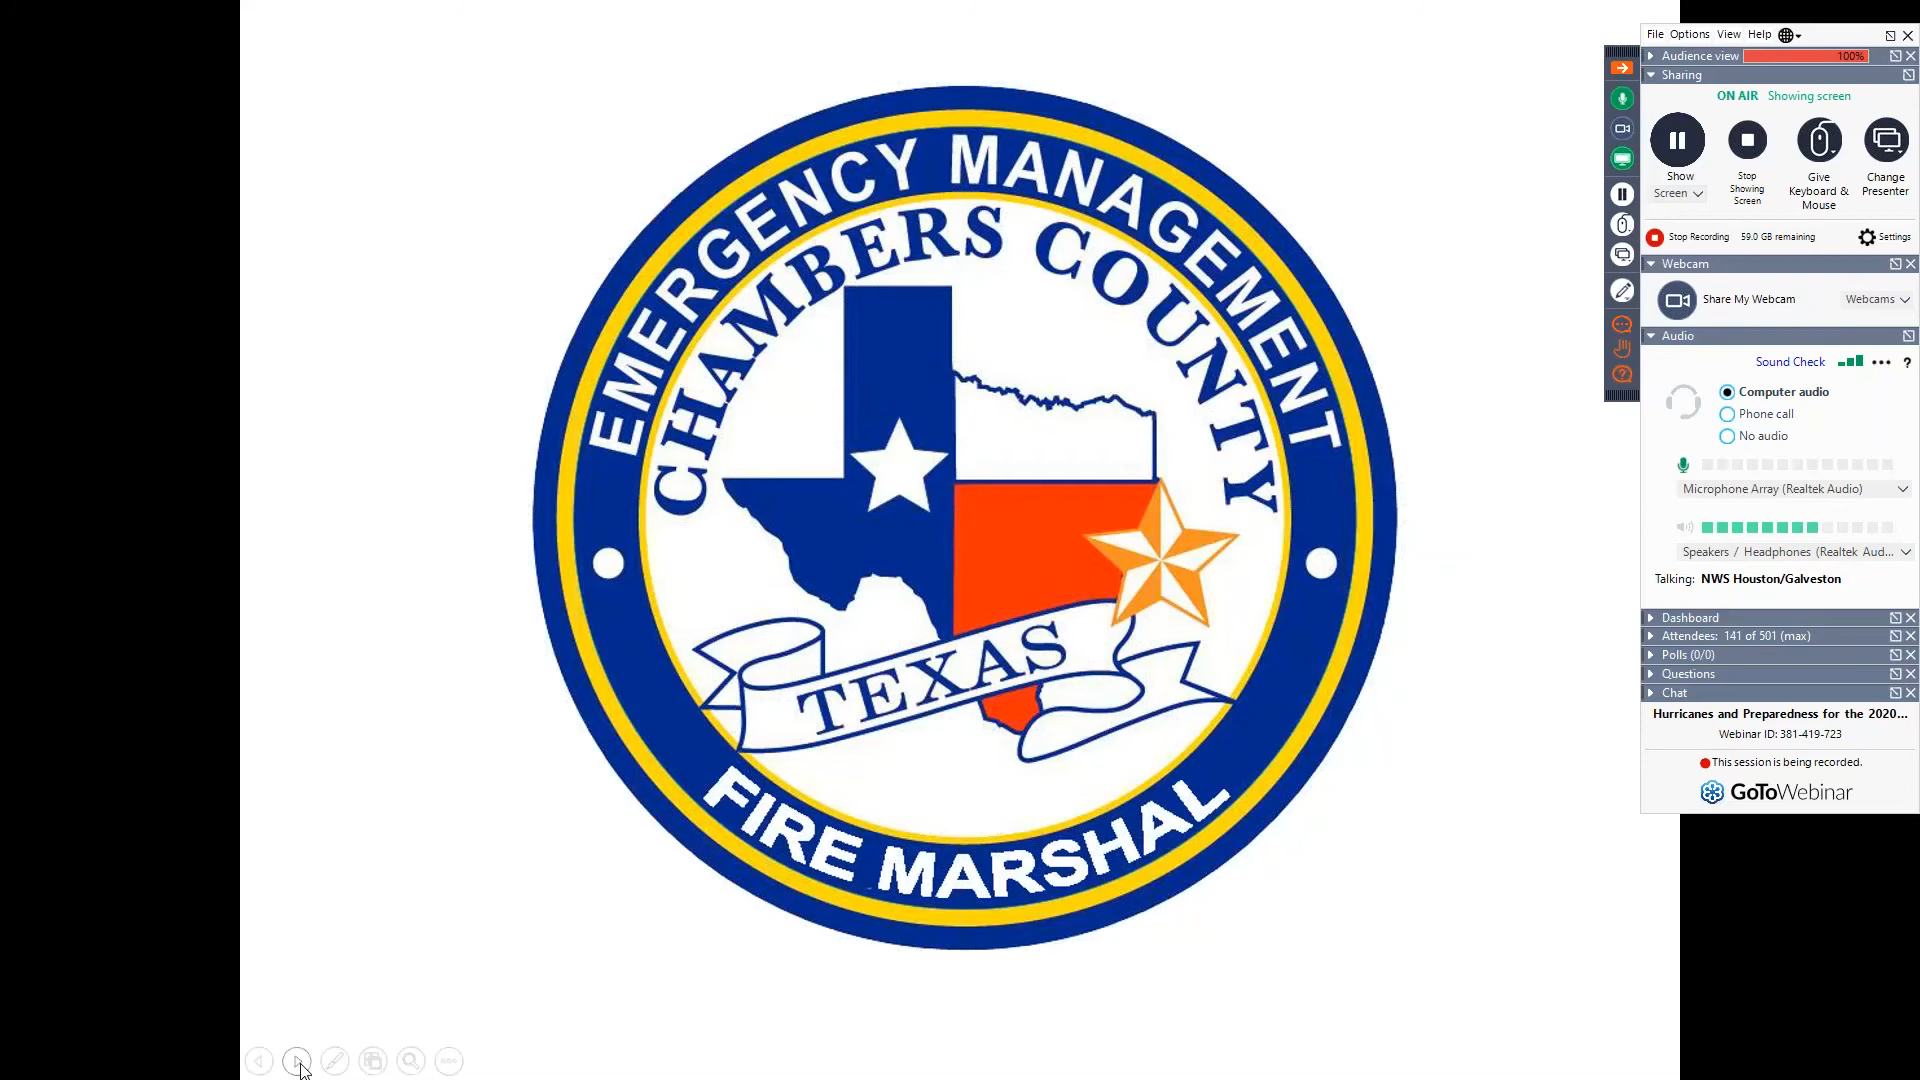 EMERGENCY MANAGEMENT
CHAMBERS COUNTY
TEXAS
FIRE MARSHAL
File Options View Help
Audience view 100%
Sharing
ON AIR Showing screen
Show
Screen
Stop
Showing
Screen
Give
Keyboard &
Mouse
Change
Presenter
Stop Recording 59.0 GB remaining Settings
Webcam
Share My Webcam Webcams
Audio
Sound Check ?
Computer audio
Phone call
No audio
Microphone Array (Realtek Audio)
Speakers / Headphones (Realtek Aud...
Talking: NWS Houston/Galveston
Dashboard
Attendees: 141 of 501 (max)
Polls (0/0)
Questions
Chat
Hurricanes and Preparedness for the 2020...
Webinar ID: 381-419-723
This session is being recorded.
GoToWebinar